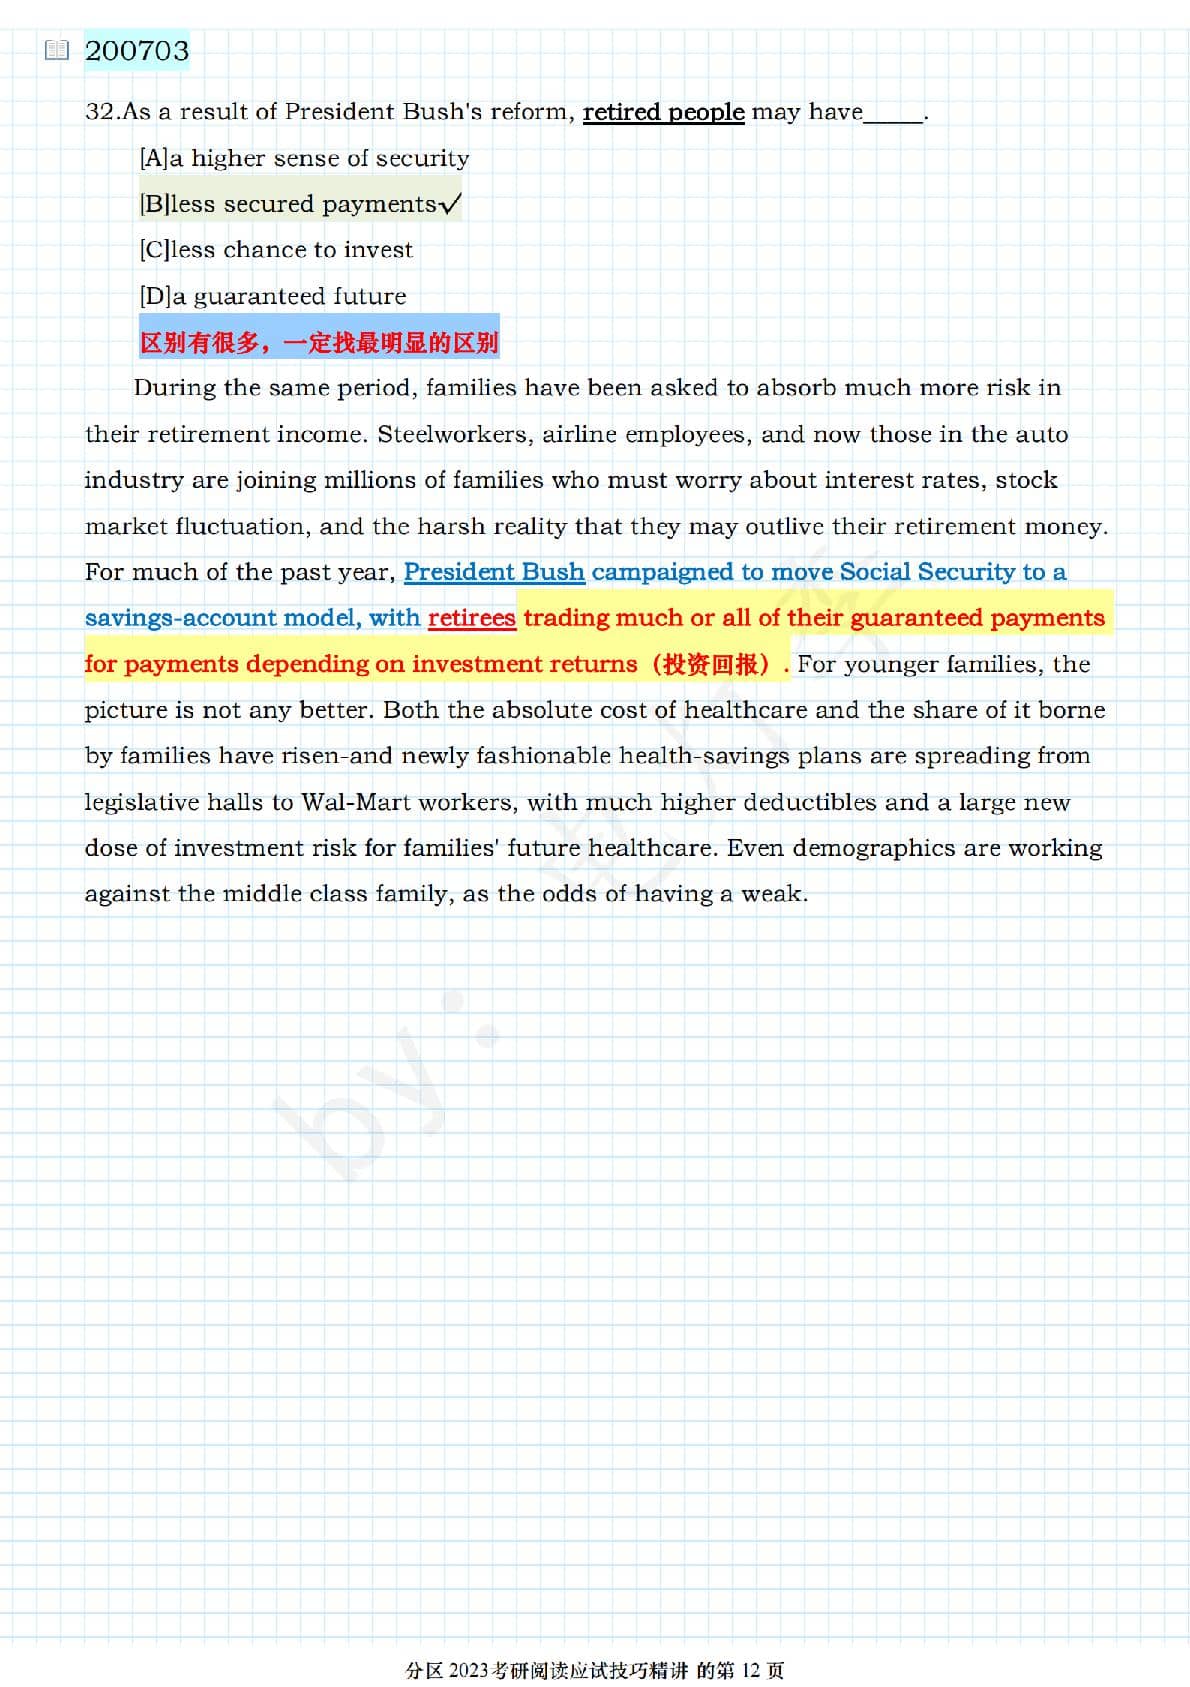 200703
32.As a result of President Bush's reform, retired people may have_____.
[A]a higher sense of security
[B]less secured payments✓
[C]less chance to invest
[D]a guaranteed future
区别有很多，一定找最明显的区别
During the same period, families have been asked to absorb much more risk in
their retirement income. Steelworkers, airline employees, and now those in the auto
industry are joining millions of families who must worry about interest rates, stock
market fluctuation, and the harsh reality that they may outlive their retirement money.
For much of the past year, President Bush campaigned to move Social Security to a
savings-account model, with retirees trading much or all of their guaranteed payments
for payments depending on investment returns（投资回报）. For younger families, the
picture is not any better. Both the absolute cost of healthcare and the share of it borne
by families have risen-and newly fashionable health-savings plans are spreading from
legislative halls to Wal-Mart workers, with much higher deductibles and a large new
dose of investment risk for families' future healthcare. Even demographics are working
against the middle class family, as the odds of having a weak.
by:
分区 2023考研阅读应试技巧精讲 的第 12 页